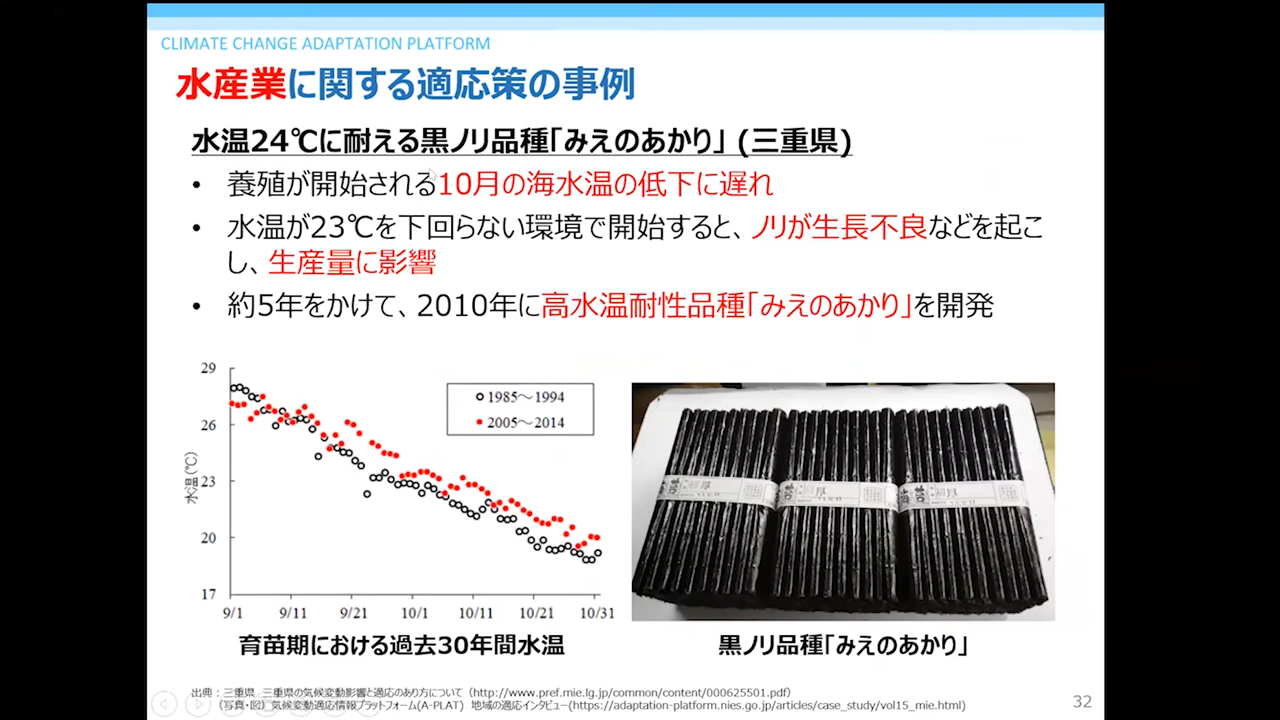 CLIMATE CHANGE ADAPTATION PLATFORM
水産業に関する適応策の事例
水温24℃に耐える黒ノリ品種「みえのあかり」 (三重県)
• 養殖が開始される10月の海水温の低下に遅れ
• 水温が23℃を下回らない環境で開始すると、ノリが生長不良などを起こ
し、生産量に影響
• 約5年をかけて、2010年に高水温耐性品種「みえのあかり」を開発
29
26
23
20
17
水温(℃)
1985～1994
2005～2014
9/1 9/11 9/21 10/1 10/11 10/21 10/31
育苗期における過去30年間水温
黒ノリ品種「みえのあかり」
出典：三重県 三重県の気候変動影響と適応のあり方について（http://www.pref.mie.lg.jp/common/content/000625501.pdf）
（写真・図）気候変動適応情報プラットフォーム(A-PLAT) 地域の適応インタビュー(https://adaptation-platform.nies.go.jp/articles/case_study/vol15_mie.html)
32